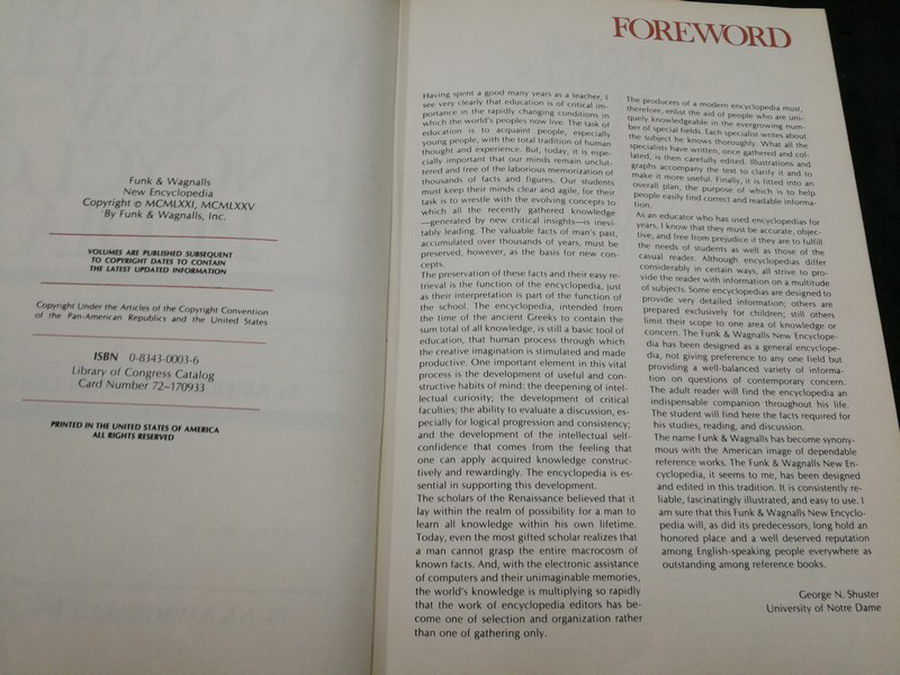 Funk & Wagnalls
New Encyclopedia
Copyright © MCMLXXI, MCMLXXV
By Funk & Wagnalls, Inc.
VOLUMES ARE PUBLISHED SUBSEQUENT
TO COPYRIGHT DATES TO CONTAIN
THE LATEST UPDATED INFORMATION
Copyright Under the Articles of the Copyright Convention
of the Pan-American Republics and the United States
ISBN 0-8343-0003-6
Library of Congress Catalog
Card Number 72–170933
PRINTED IN THE UNITED STATES OF AMERICA
ALL RIGHTS RESERVED
FOREWORD
Having spent a good many years as a teacher, I
see very clearly that education is of critical im-
portance in the rapidly changing conditions in
which the world's peoples now live. The task of
education is to acquaint people, especially
young people, with the total tradition of human
thought and experience. But, today, it is espe-
cially important that our minds remain unclut-
tered and free of the laborious memorization of
thousands of facts and figures. Our students
must keep their minds clear and agile, for their
task is to wrestle with the evolving concepts to
which all the recently gathered knowledge
—generated by new critical insights—is inevi-
tably leading. The valuable facts of man's past,
accumulated over thousands of years, must be
preserved, however, as the basis for new con-
cepts.
The preservation of these facts and their easy re-
trieval is the function of the encyclopedia, just
as their interpretation is part of the function of
the school. The encyclopedia, intended from
the time of the ancient Greeks to contain the
sum total of all knowledge, is still a basic tool of
education, that human process through which
the creative imagination is stimulated and made
productive. One important element in this vital
process is the development of useful and con-
structive habits of mind: the deepening of intel-
lectual curiosity; the development of critical
faculties; the ability to evaluate a discussion, es-
pecially for logical progression and consistency;
and the development of the intellectual self-
confidence that comes from the feeling that
one can apply acquired knowledge construc-
tively and rewardingly. The encyclopedia is es-
sential in supporting this development.
The scholars of the Renaissance believed that it
lay within the realm of possibility for a man to
learn all knowledge within his own lifetime.
Today, even the most gifted scholar realizes that
a man cannot grasp the entire macrocosm of
known facts. And, with the electronic assistance
of computers and their unimaginable memories,
the world's knowledge is multiplying so rapidly
that the work of encyclopedia editors has be-
come one of selection and organization rather
than one of gathering only.
The producers of a modern encyclopedia must,
therefore, enlist the aid of people who are uni-
quely knowledgeable in the evergrowing num-
ber of special fields. Each specialist writes about
the subject he knows thoroughly. What all the
specialists have written, once gathered and col-
lated, is then carefully edited. Illustrations and
graphs accompany the text to clarify it and to
make it more useful. Finally, it is fitted into an
overall plan, the purpose of which is to help
people easily find correct and readable informa-
tion.
As an educator who has used encyclopedias for
years, I know that they must be accurate, objec-
tive, and free from prejudice if they are to fulfill
the needs of students as well as those of the
casual reader. Although encyclopedias differ
considerably in certain ways, all strive to pro-
vide the reader with information on a multitude
of subjects. Some encyclopedias are designed to
provide very detailed information; others are
prepared exclusively for children; still others
limit their scope to one area of knowledge or
concern. The Funk & Wagnalls New Encyclope-
dia has been designed as a general encyclope-
dia, not giving preference to any one field but
providing a well-balanced variety of informa-
tion on questions of contemporary concern.
The adult reader will find the encyclopedia an
indispensable companion throughout his life.
The student will find here the facts required for
his studies, reading, and discussion.
The name Funk & Wagnalls has become synony-
mous with the American image of dependable
reference works. The Funk & Wagnalls New En-
cyclopedia, it seems to me, has been designed
and edited in this tradition. It is consistently re-
liable, fascinatingly illustrated, and easy to use. I
am sure that this Funk & Wagnalls New Encyclo-
pedia will, as did its predecessors, long hold an
honored place and a well deserved reputation
among English-speaking people everywhere as
outstanding among reference books.
George N. Shuster
University of Notre Dame